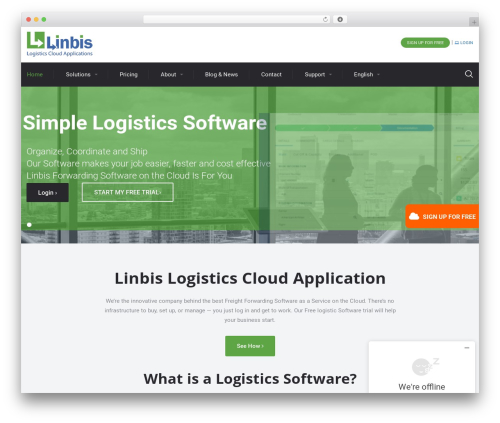 Linbis
Logistics Cloud Applications
SIGN UP FOR FREE
LOGIN
Home Solutions Pricing About Blog & News Contact Support English
Simple Logistics Software
Organize, Coordinate and Ship
Our Software makes your job easier, faster and cost effective
Linbis Forwarding Software on the Cloud Is For You
Login ›
START MY FREE TRIAL ›
SIGN UP FOR FREE
Linbis Logistics Cloud Application
We're the innovative company behind the best Freight Forwarding Software as a Service on the Cloud. There's no
infrastructure to buy, set up, or manage — you just log in and get to work. Our Free logistic Software trial will help
your business start.
See How ›
What is a Logistics Software?
We're offline